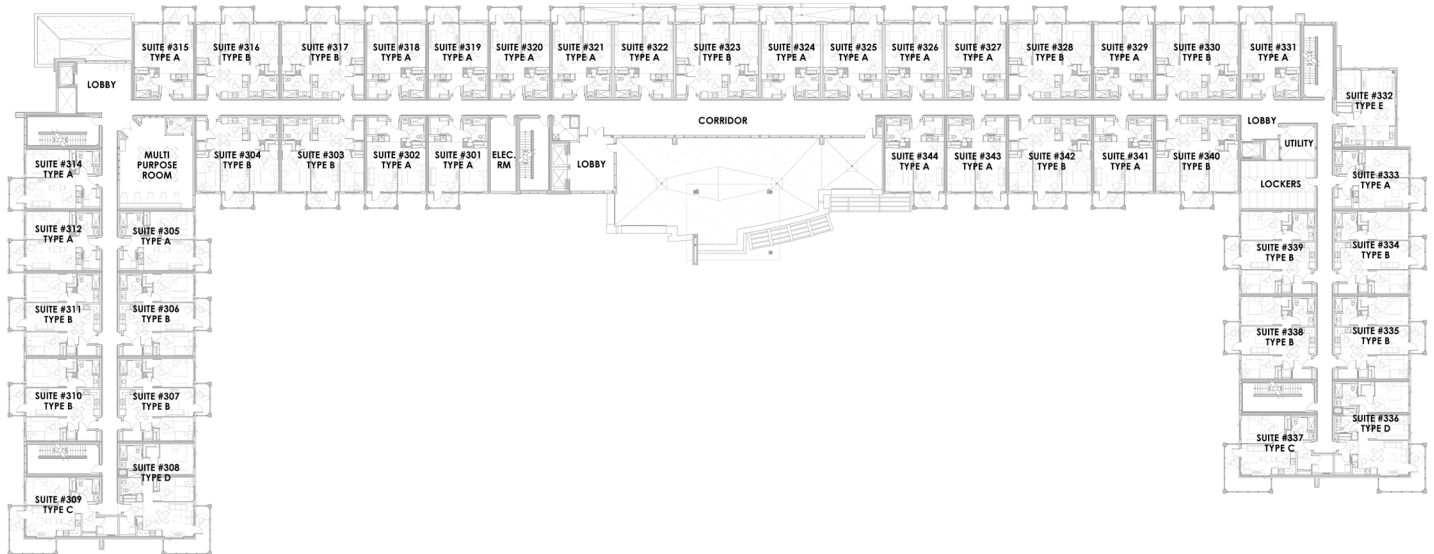 SUITE #315
TYPE A
SUITE #316
TYPE B
SUITE #317
TYPE B
SUITE #318
TYPE A
SUITE #319
TYPE A
SUITE #320
TYPE A
SUITE #321
TYPE A
SUITE #322
TYPE A
SUITE #323
TYPE B
SUITE #324
TYPE A
SUITE #325
TYPE A
SUITE #326
TYPE A
SUITE #327
TYPE A
SUITE #328
TYPE B
SUITE #329
TYPE A
SUITE #330
TYPE B
SUITE #331
TYPE A
LOBBY
SUITE #332
TYPE E
CORRIDOR
LOBBY
SUITE #314
TYPE A
MULTI
PURPOSE
ROOM
SUITE #304
TYPE B
SUITE #303
TYPE B
SUITE #302
TYPE A
SUITE #301
TYPE A
ELEC.
RM
LOBBY
SUITE #344
TYPE A
SUITE #343
TYPE A
SUITE #342
TYPE B
SUITE #341
TYPE A
SUITE #340
TYPE B
UTILITY
LOCKERS
SUITE #333
TYPE A
SUITE #312
TYPE A
SUITE #305
TYPE A
SUITE #339
TYPE B
SUITE #334
TYPE B
SUITE #311
TYPE B
SUITE #306
TYPE B
SUITE #338
TYPE B
SUITE #335
TYPE B
SUITE #310
TYPE B
SUITE #307
TYPE B
SUITE #337
TYPE C
SUITE #336
TYPE D
SUITE #309
TYPE C
SUITE #308
TYPE D